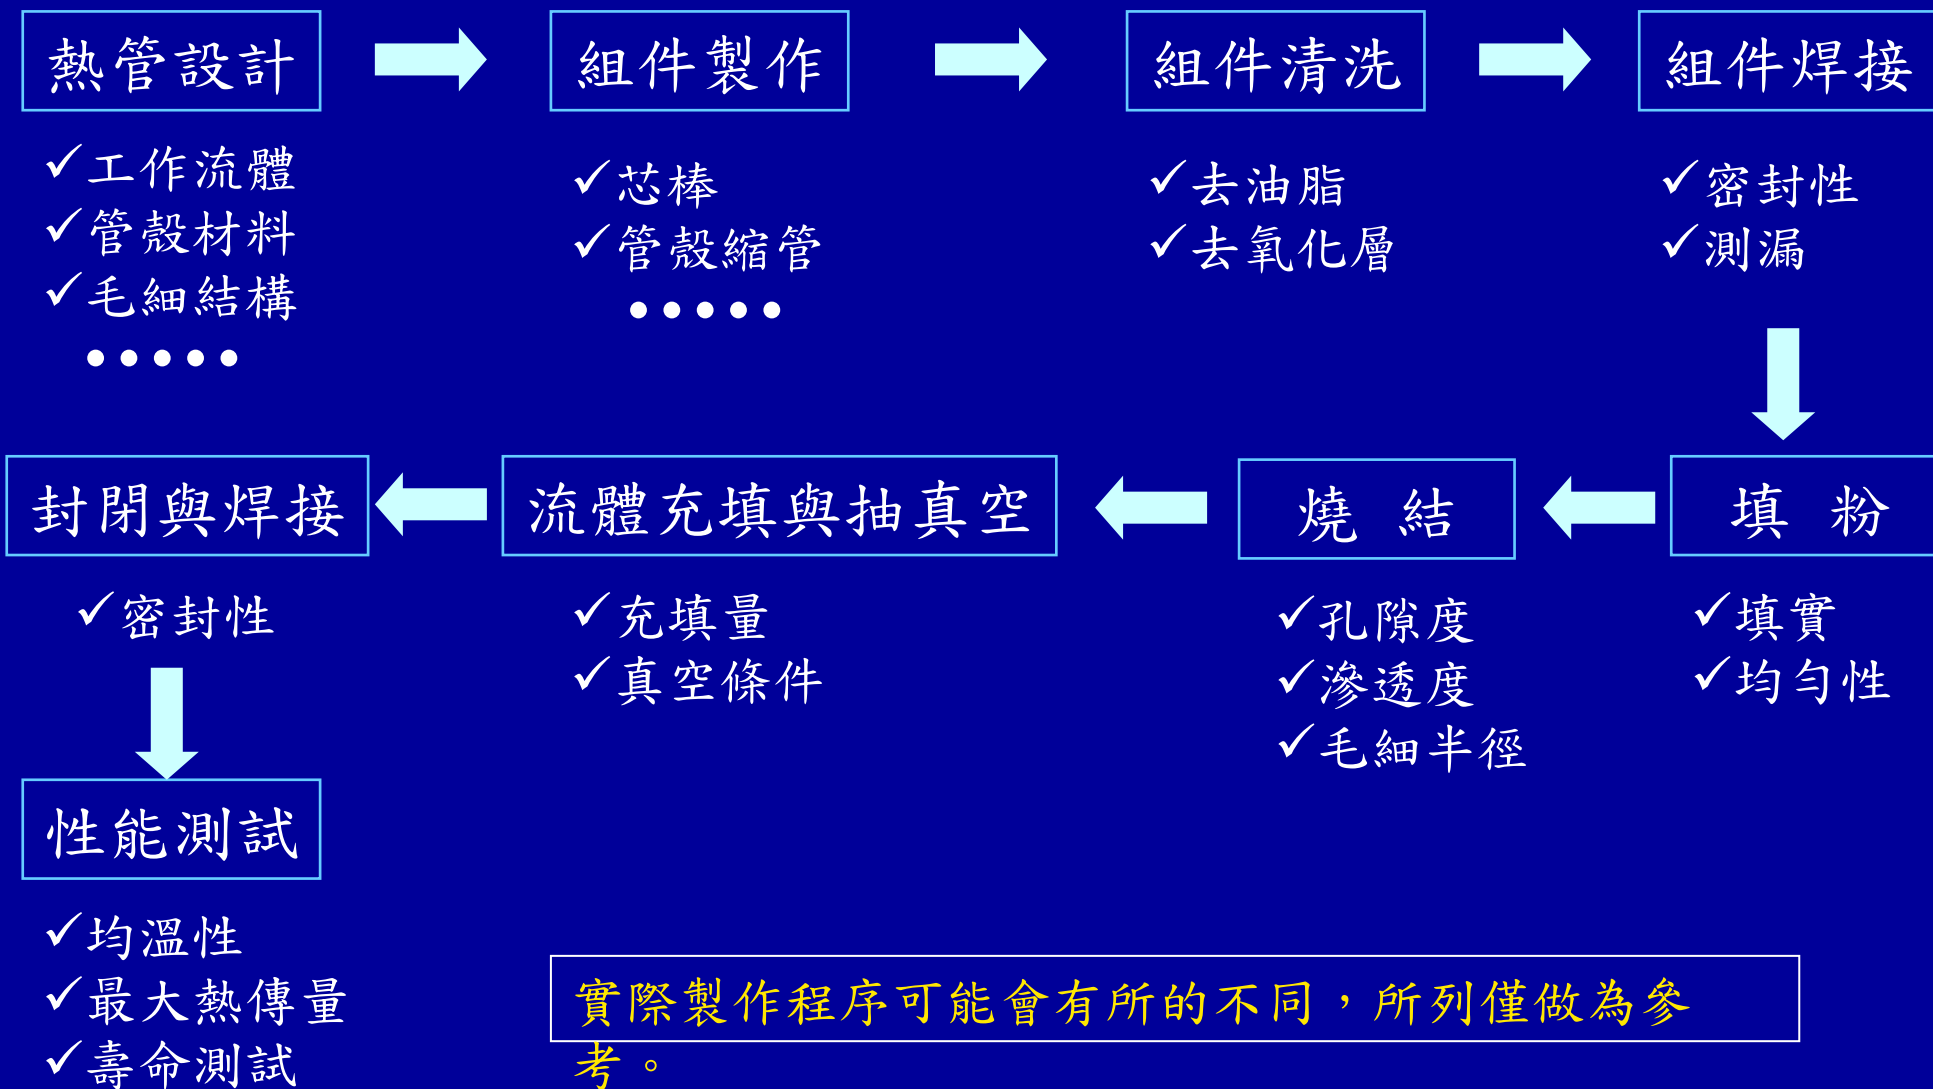 熱管設計
✓工作流體
✓管殼材料
✓毛細結構
•••••
組件製作
✓芯棒
✓管殼縮管
•••••
組件清洗
✓去油脂
✓去氧化層
組件焊接
✓密封性
✓測漏
填 粉
✓填實
✓均勻性
燒 結
✓孔隙度
✓滲透度
✓毛細半徑
流體充填與抽真空
✓充填量
✓真空條件
封閉與焊接
✓密封性
性能測試
✓均溫性
✓最大熱傳量
✓壽命測試
實際製作程序可能會有所的不同，所列僅做為參
考。